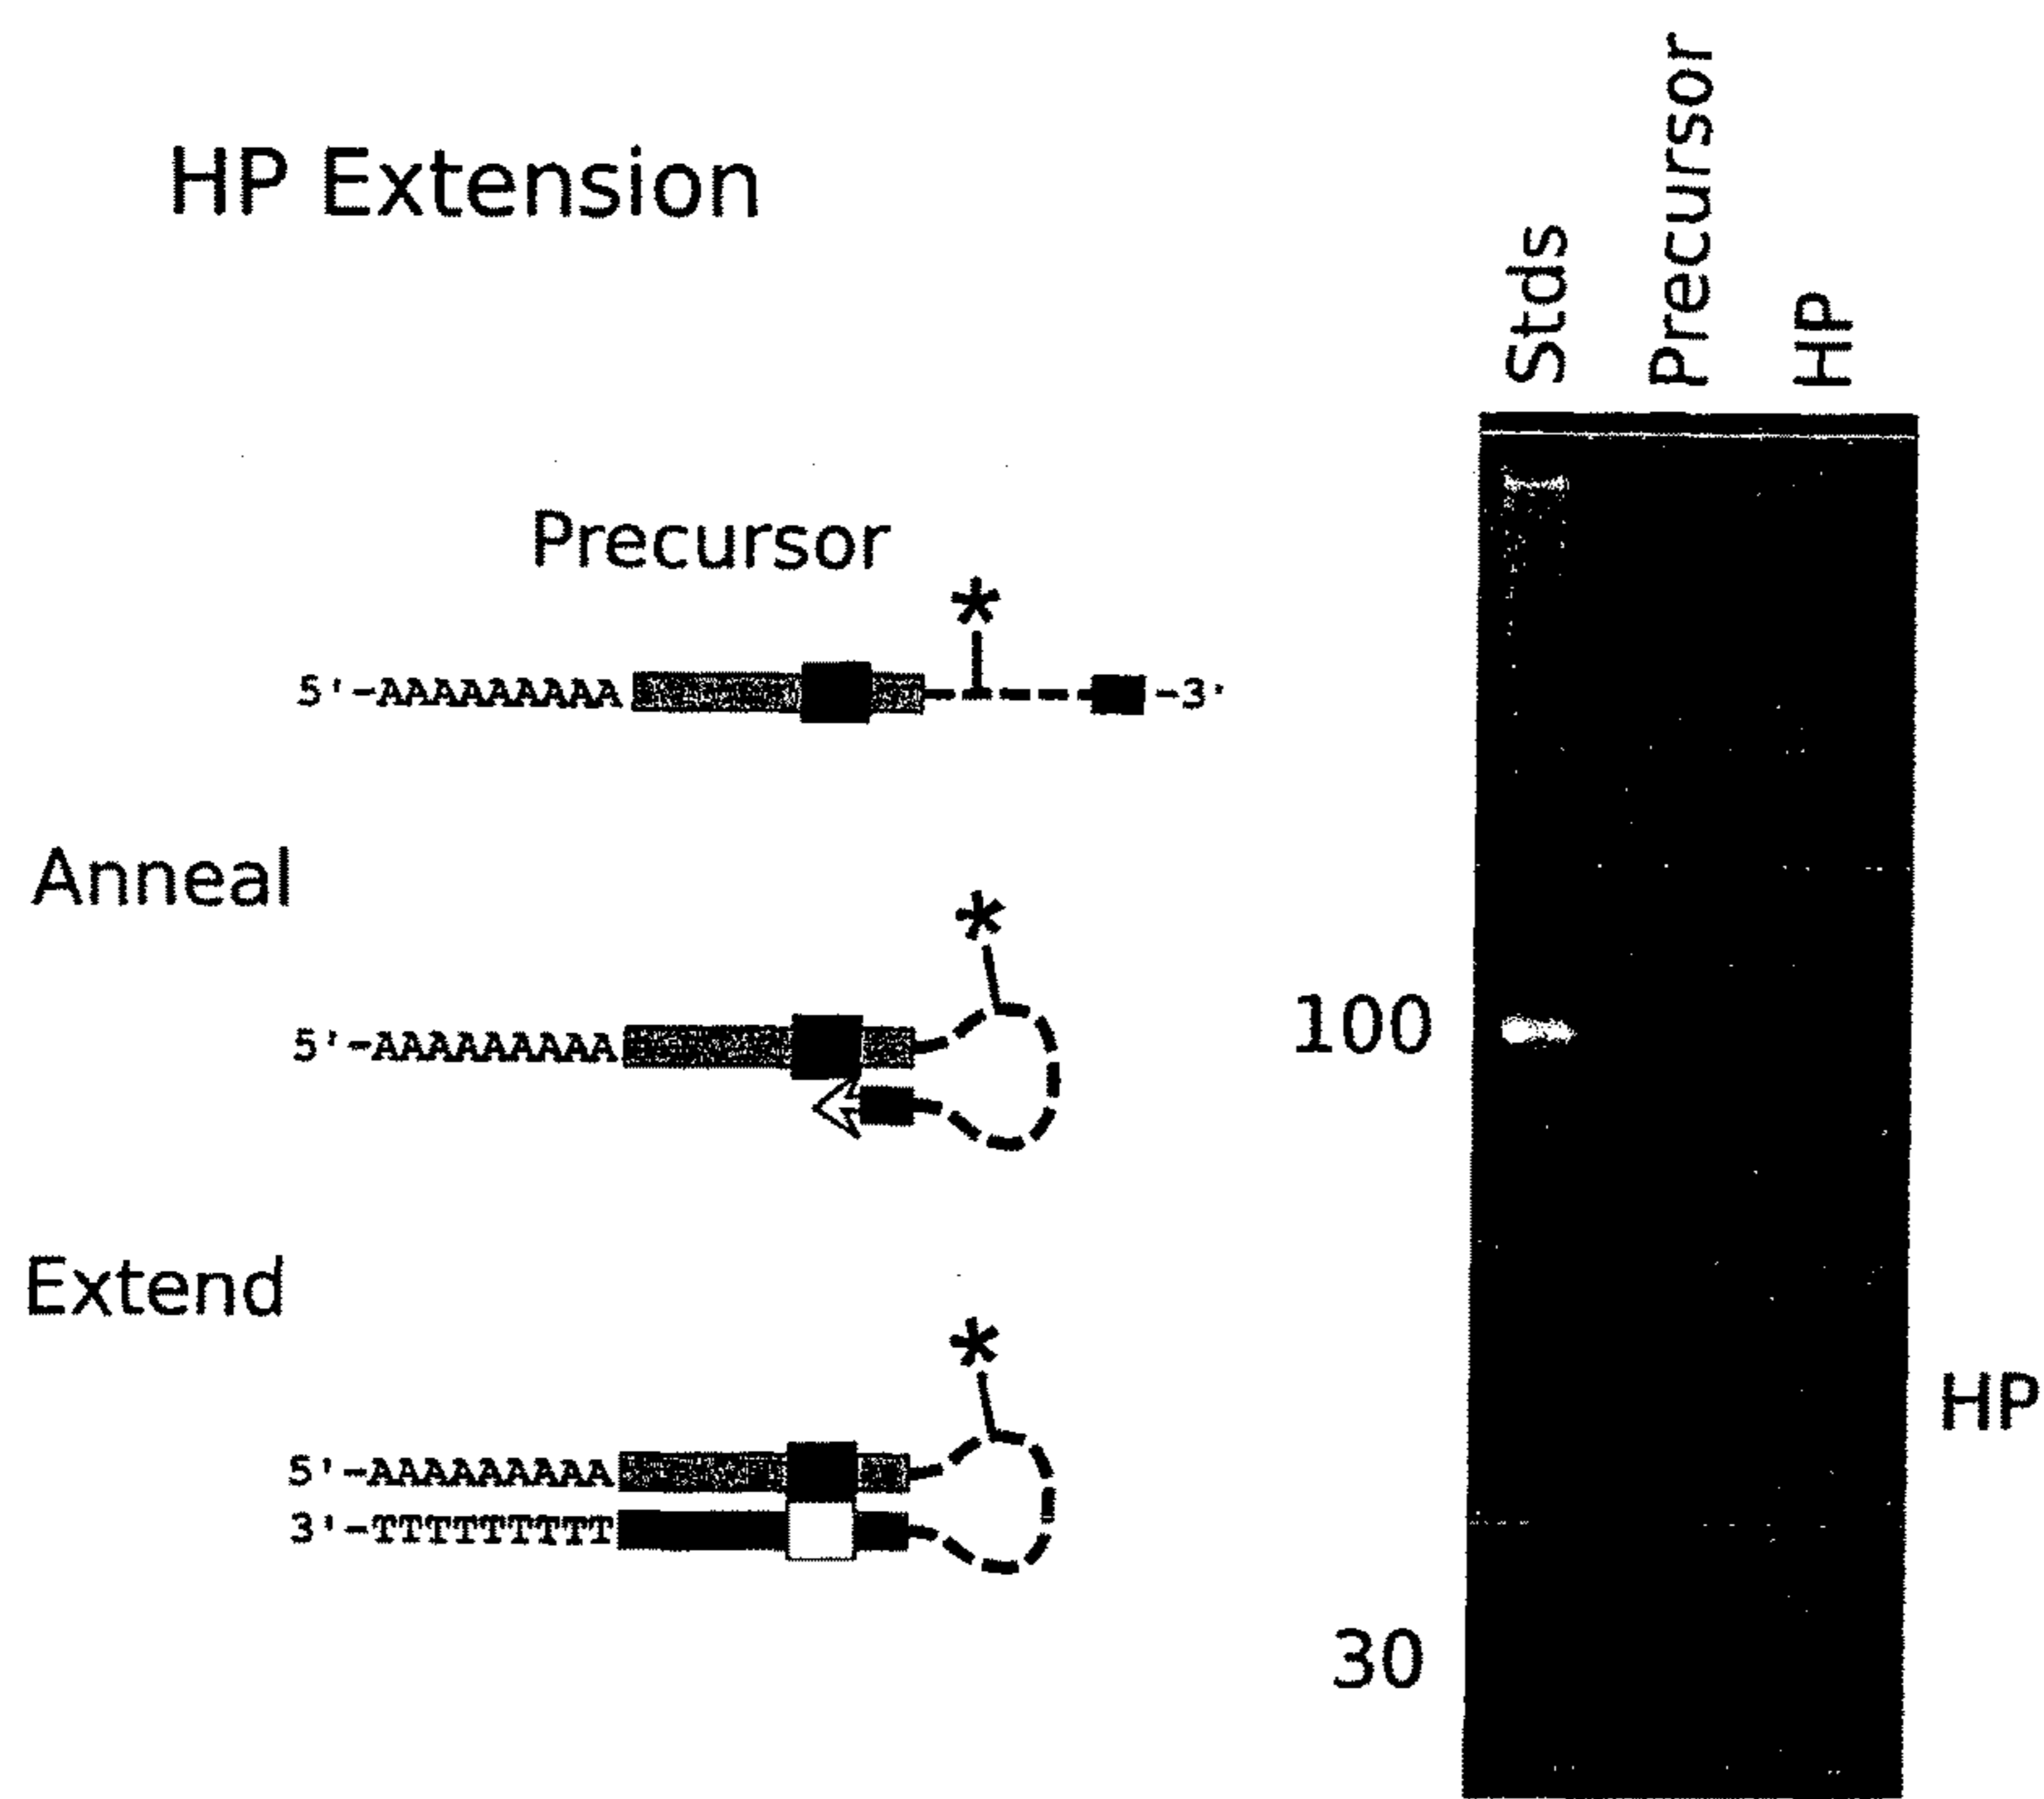 HP Extension
Stds
Precursor
HP
Precursor
*
5'-AAAAAAAAA -3'
Anneal
*
5'-AAAAAAAAA
Extend
*
5'-AAAAAAAAA
3'-TTTTTTTTT
100
HP
30